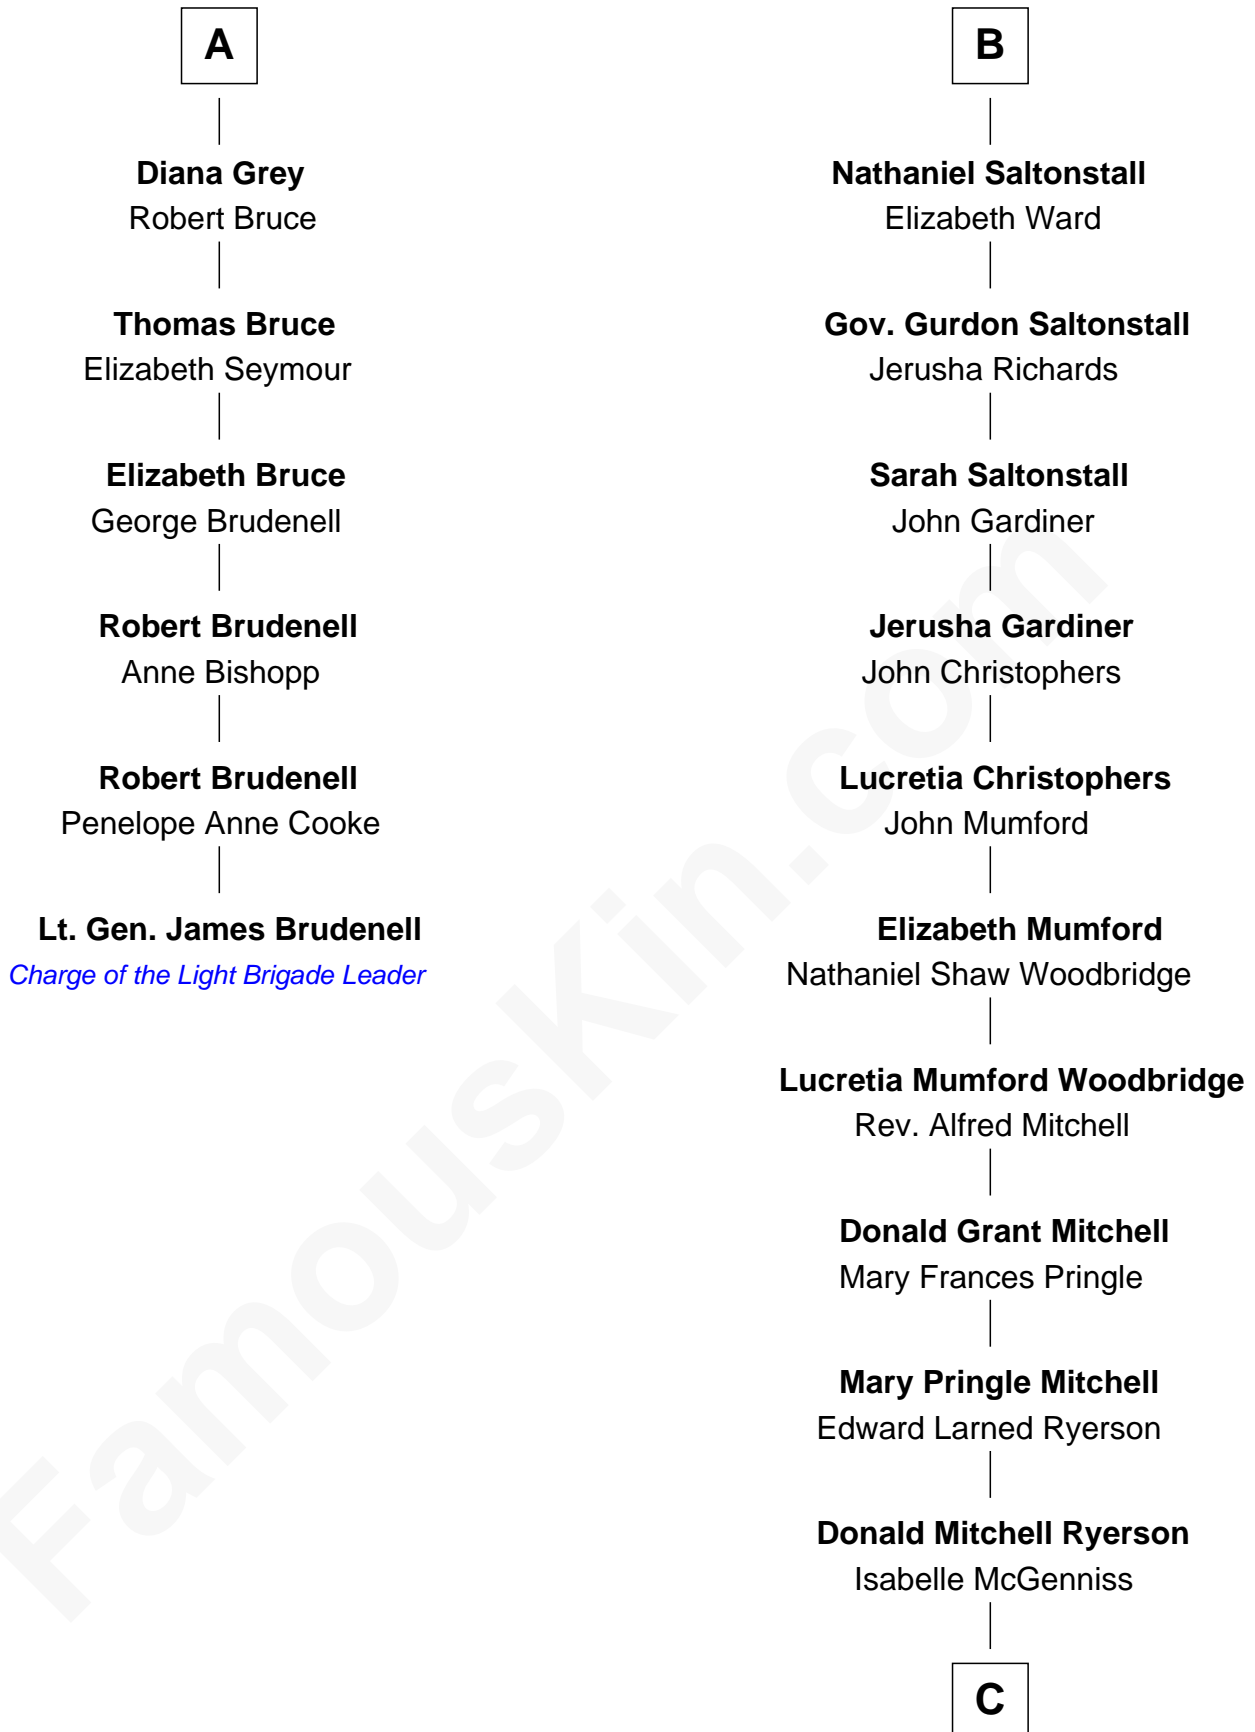 A
Diana Grey
Robert Bruce
Thomas Bruce
Elizabeth Seymour
Elizabeth Bruce
George Brudenell
Robert Brudenell
Anne Bishopp
Robert Brudenell
Penelope Anne Cooke
Lt. Gen. James Brudenell
Charge of the Light Brigade Leader
B
Nathaniel Saltonstall
Elizabeth Ward
Gov. Gurdon Saltonstall
Jerusha Richards
Sarah Saltonstall
John Gardiner
Jerusha Gardiner
John Christophers
Lucretia Christophers
John Mumford
Elizabeth Mumford
Nathaniel Shaw Woodbridge
Lucretia Mumford Woodbridge
Rev. Alfred Mitchell
Donald Grant Mitchell
Mary Frances Pringle
Mary Pringle Mitchell
Edward Larned Ryerson
Donald Mitchell Ryerson
Isabelle McGenniss
C
FamousKin.com